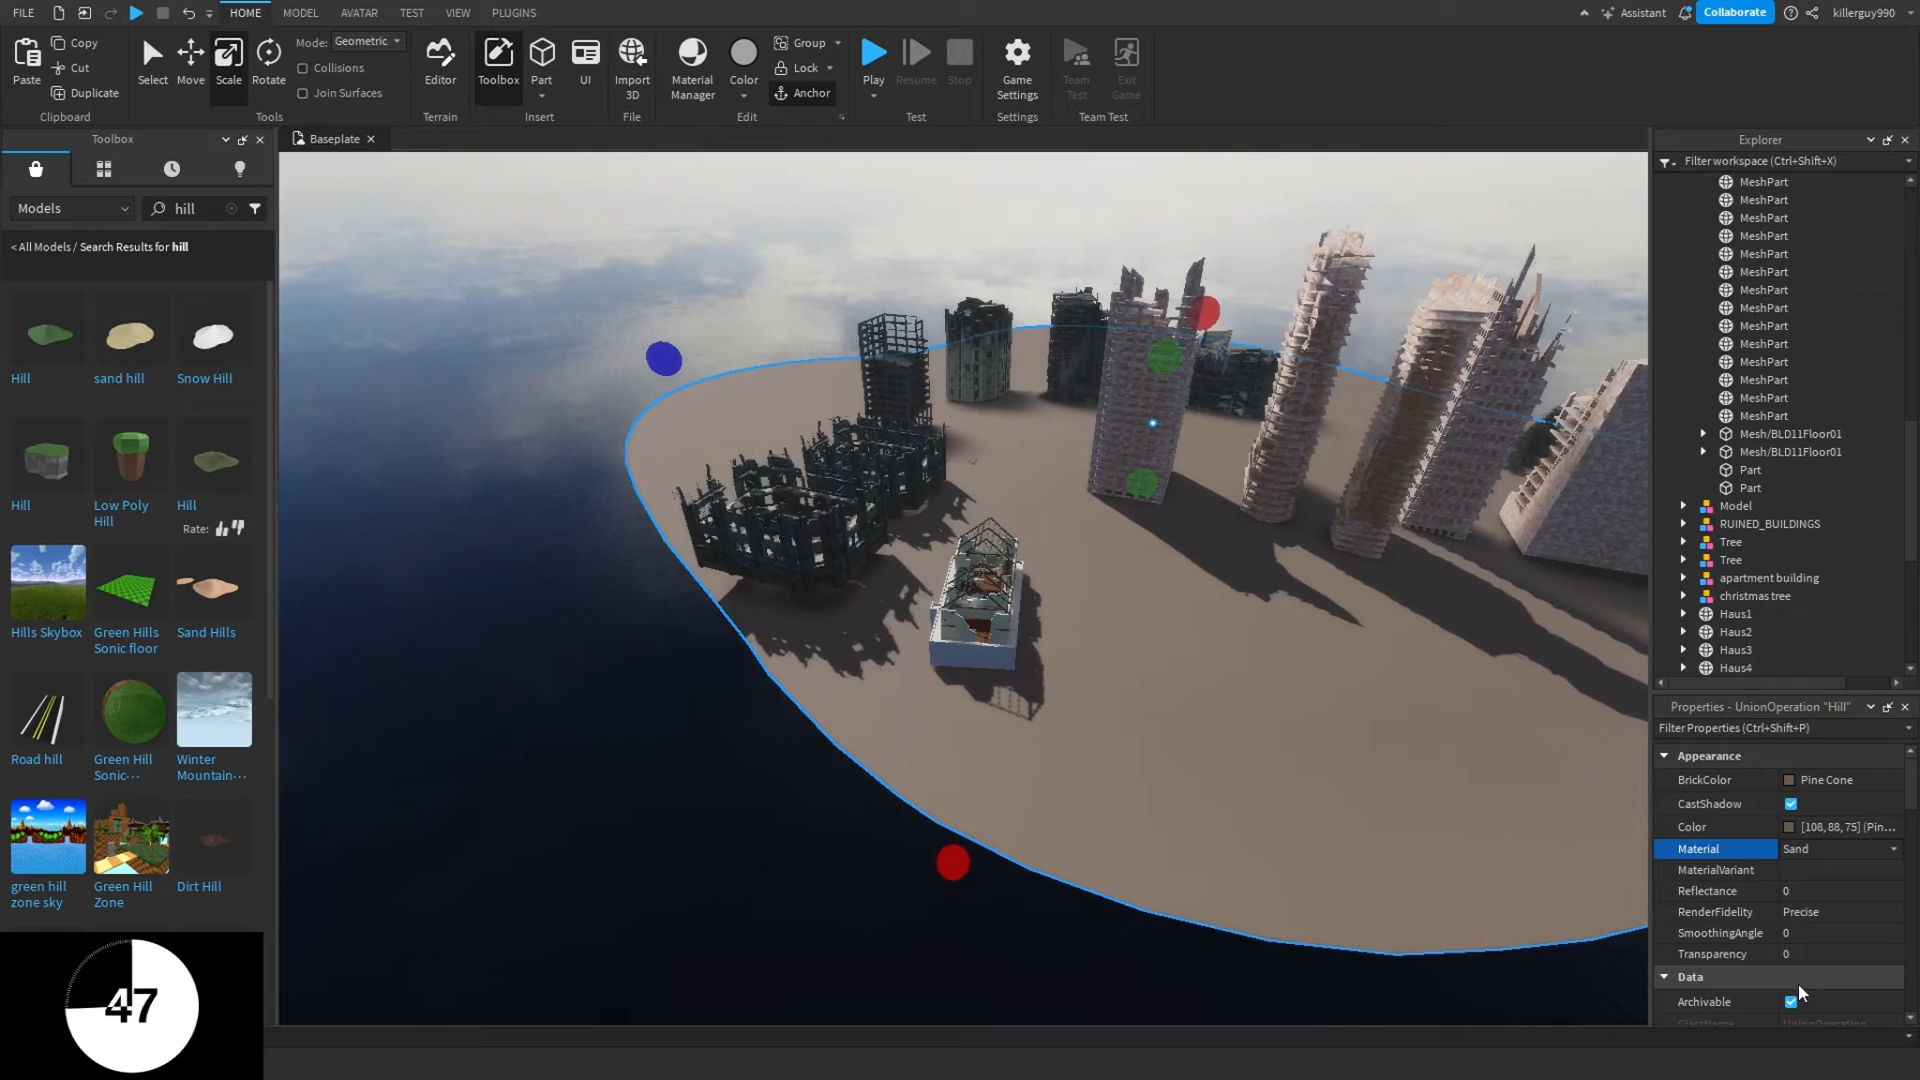 FILE
HOME
MODEL
AVATAR
TEST
VIEW
PLUGINS
Assistant
Collaborate
killerguy990
Paste
Copy
Cut
Duplicate
Clipboard
Select
Move
Scale
Rotate
Mode:
Geometric
Collisions
Join Surfaces
Tools
Editor
Terrain
Toolbox
Part
UI
Insert
Import
3D
File
Material
Manager
Color
Group
Lock
Anchor
Edit
Play
Resume
Stop
Test
Game
Settings
Settings
Team
Test
Exit
Game
Team Test
Toolbox
Models
hill
< All Models / Search Results for hill
Hill
sand hill
Snow Hill
Hill
Low Poly
Hill
Hill
Rate:
Hills Skybox
Green Hills
Sonic floor
Sand Hills
Road hill
Green Hill
Sonic···
Winter
Mountain···
green hill
zone sky
Green Hill
Zone
Dirt Hill
47
Baseplate
Explorer
Filter workspace (Ctrl+Shift+X)
MeshPart
MeshPart
MeshPart
MeshPart
MeshPart
MeshPart
MeshPart
MeshPart
MeshPart
MeshPart
MeshPart
MeshPart
MeshPart
MeshPart
Mesh/BLD11Floor01
Mesh/BLD11Floor01
Part
Part
Model
RUINED_BUILDINGS
Tree
Tree
apartment building
christmas tree
Haus1
Haus2
Haus3
Haus4
Properties - UnionOperation "Hill"
Filter Properties (Ctrl+Shift+P)
Appearance
BrickColor Pine Cone
CastShadow
Color [108, 88, 75] (Pin...
Material Sand
MaterialVariant
Reflectance 0
RenderFidelity Precise
SmoothingAngle 0
Transparency 0
Data
Archivable
ClassName UnionOperation